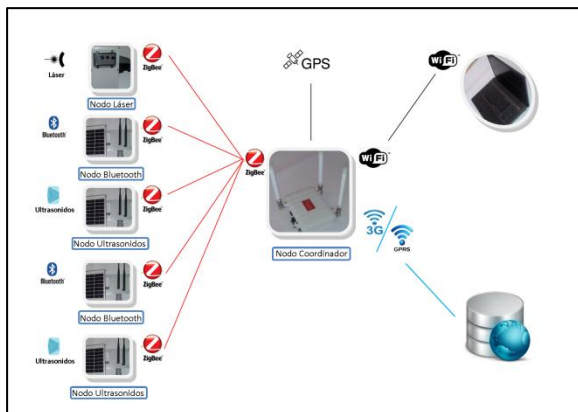 Láser
ZigBee
Nodo Láser
Bluetooth
ZigBee
Nodo Bluetooth
Ultrasonidos
ZigBee
Nodo Ultrasonidos
Bluetooth
ZigBee
Nodo Bluetooth
Ultrasonidos
ZigBee
Nodo Ultrasonidos
GPS
ZigBee
Nodo Coordinador
WiFi
WiFi
3G
GPRS